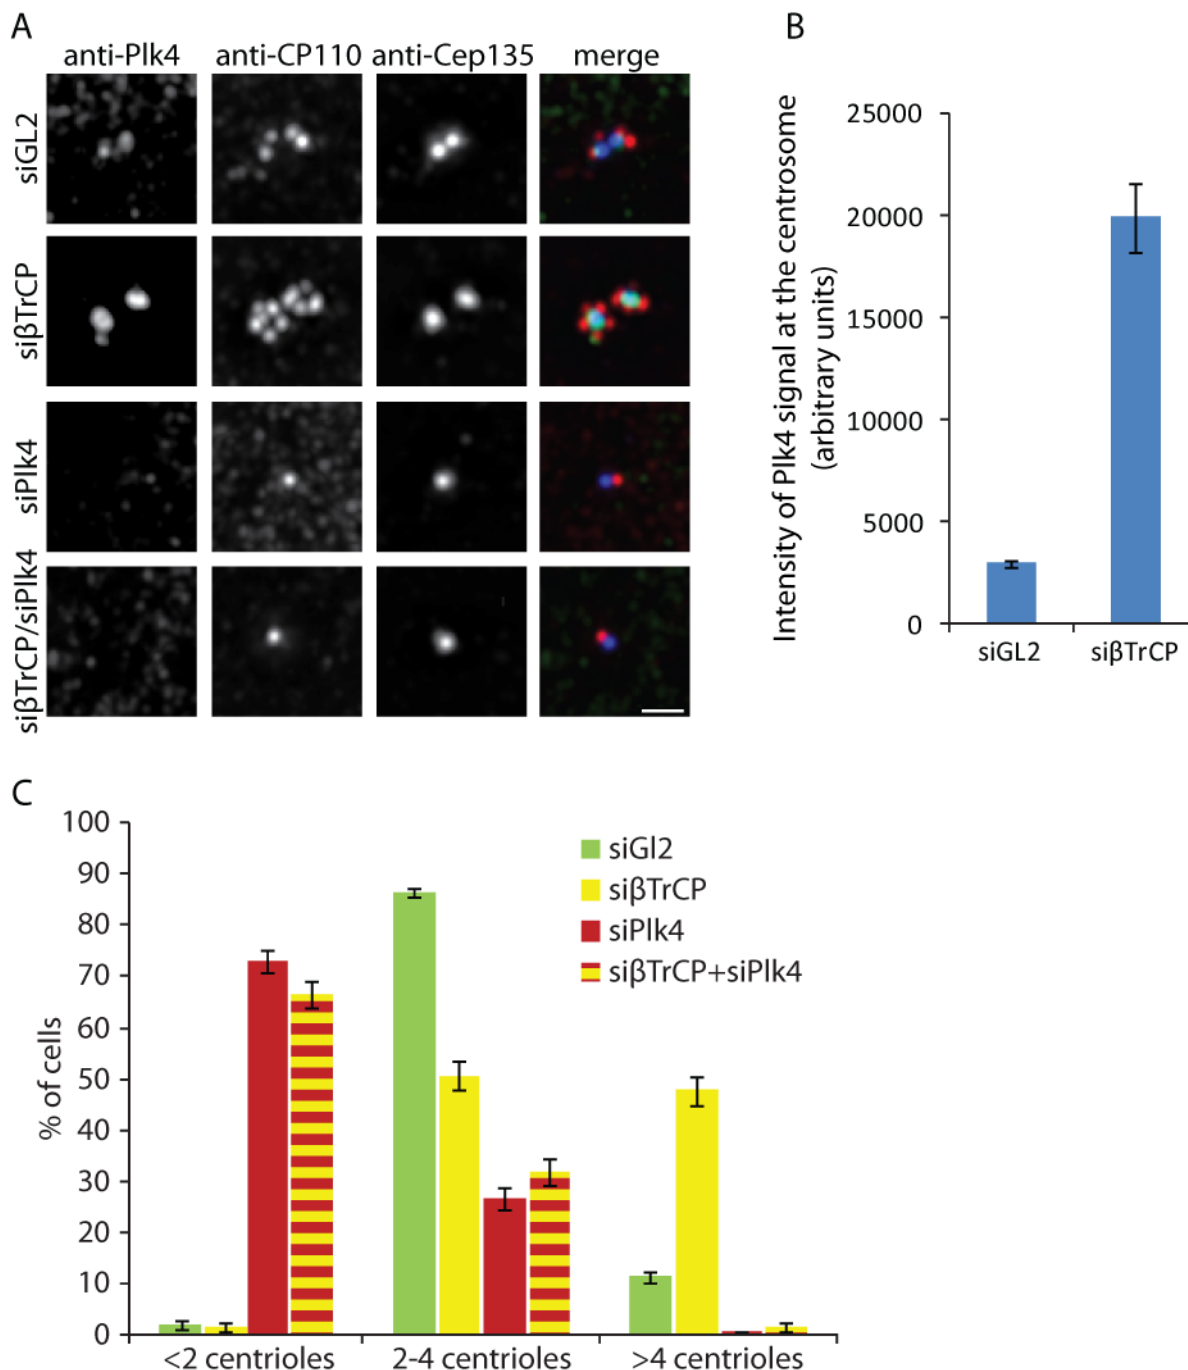 A
anti-Plk4 anti-CP110 anti-Cep135 merge
siGL2
siβTrCP
siPlk4
siβTrCP/siPlk4
B
Intensity of Plk4 signal at the centrosome
(arbitrary units)
25000
20000
15000
10000
5000
0
siGL2 siβTrCP
C
% of cells
100
90
80
70
60
50
40
30
20
10
0
siGl2
siβTrCP
siPlk4
siβTrCP+siPlk4
<2 centrioles 2-4 centrioles >4 centrioles